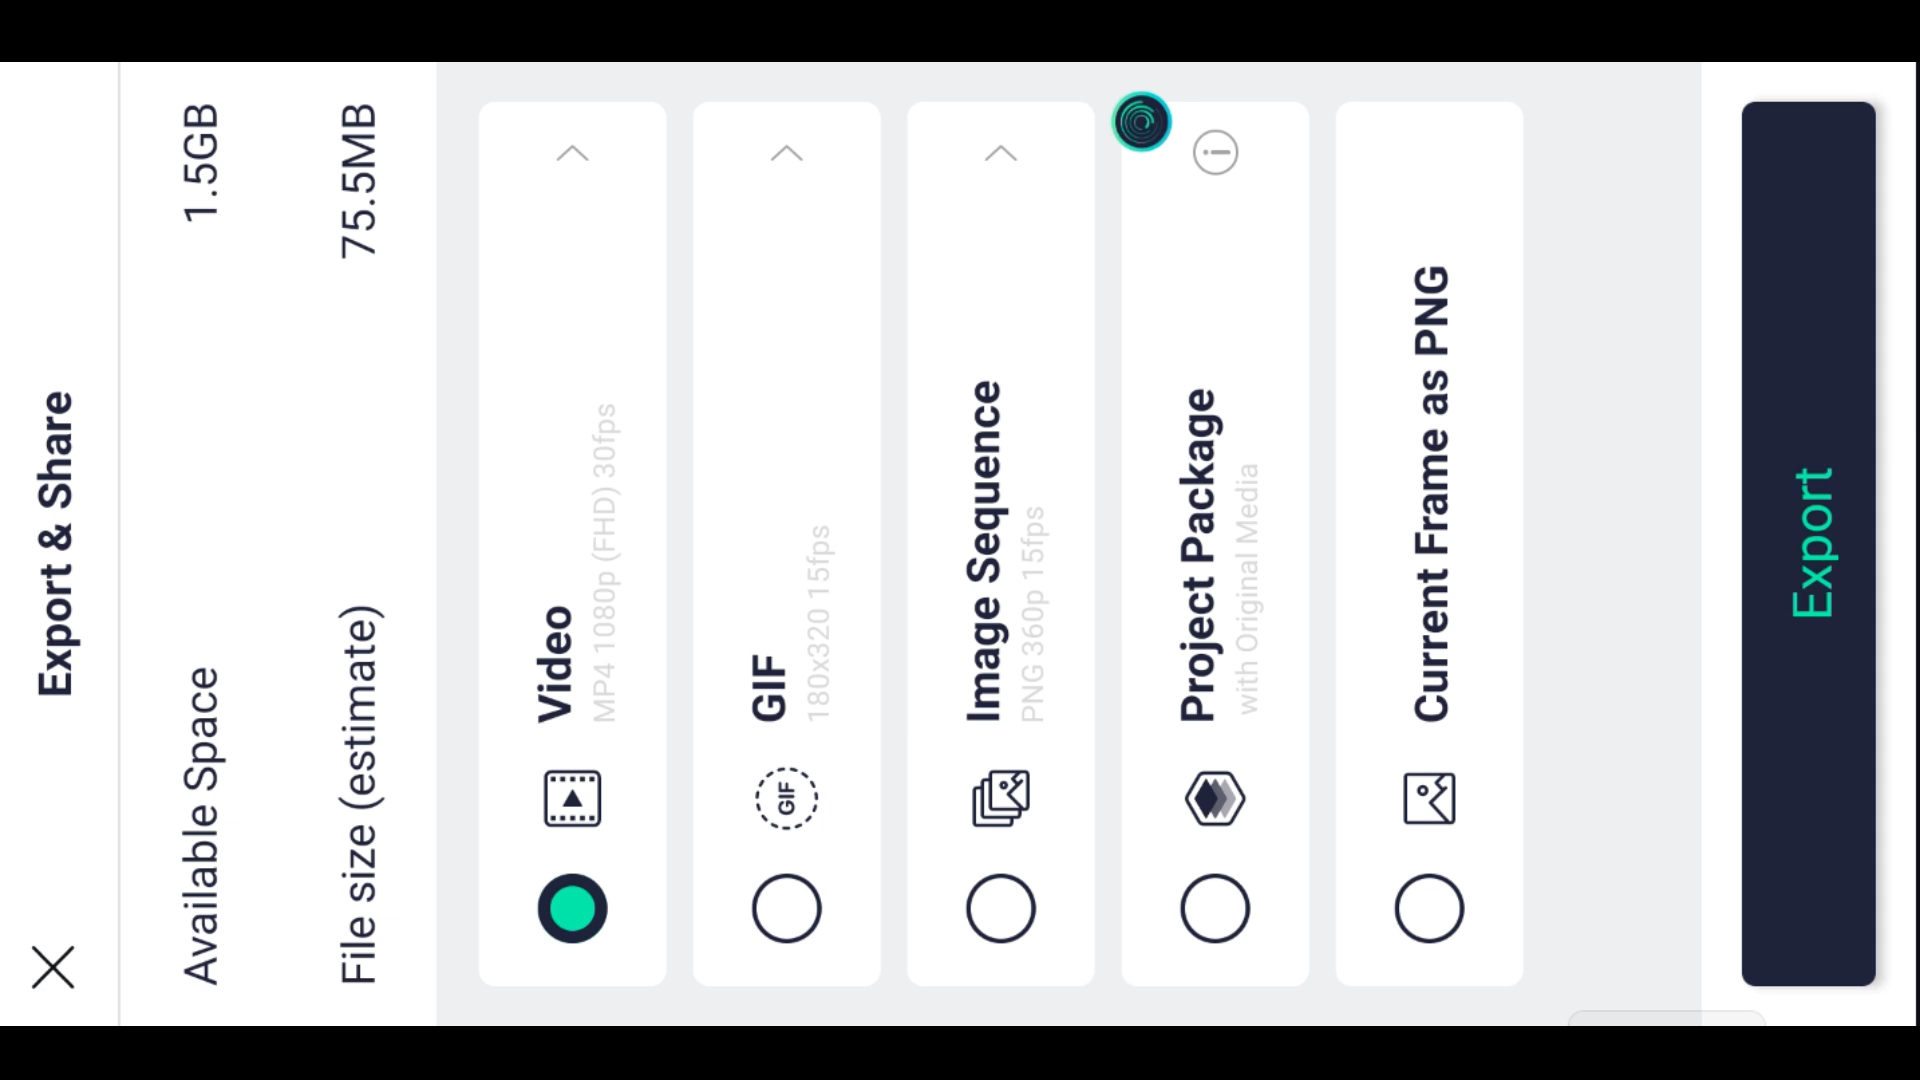 Export & Share
Available Space 1.5GB
File size (estimate) 75.5MB
Video
MP4 1080p (FHD) 30fps
GIF
GIF
180x320 15fps
Image Sequence
PNG 360p 15fps
Project Package
with Original Media
Current Frame as PNG
Export